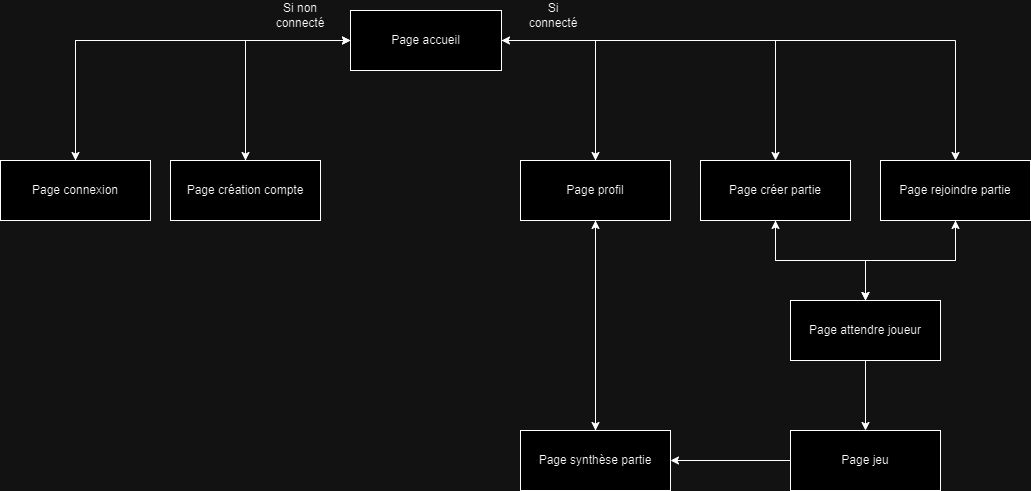 Si non
connecté
Si
connecté
Page accueil
Page connexion
Page création compte
Page profil
Page créer partie
Page rejoindre partie
Page attendre joueur
Page synthèse partie
Page jeu